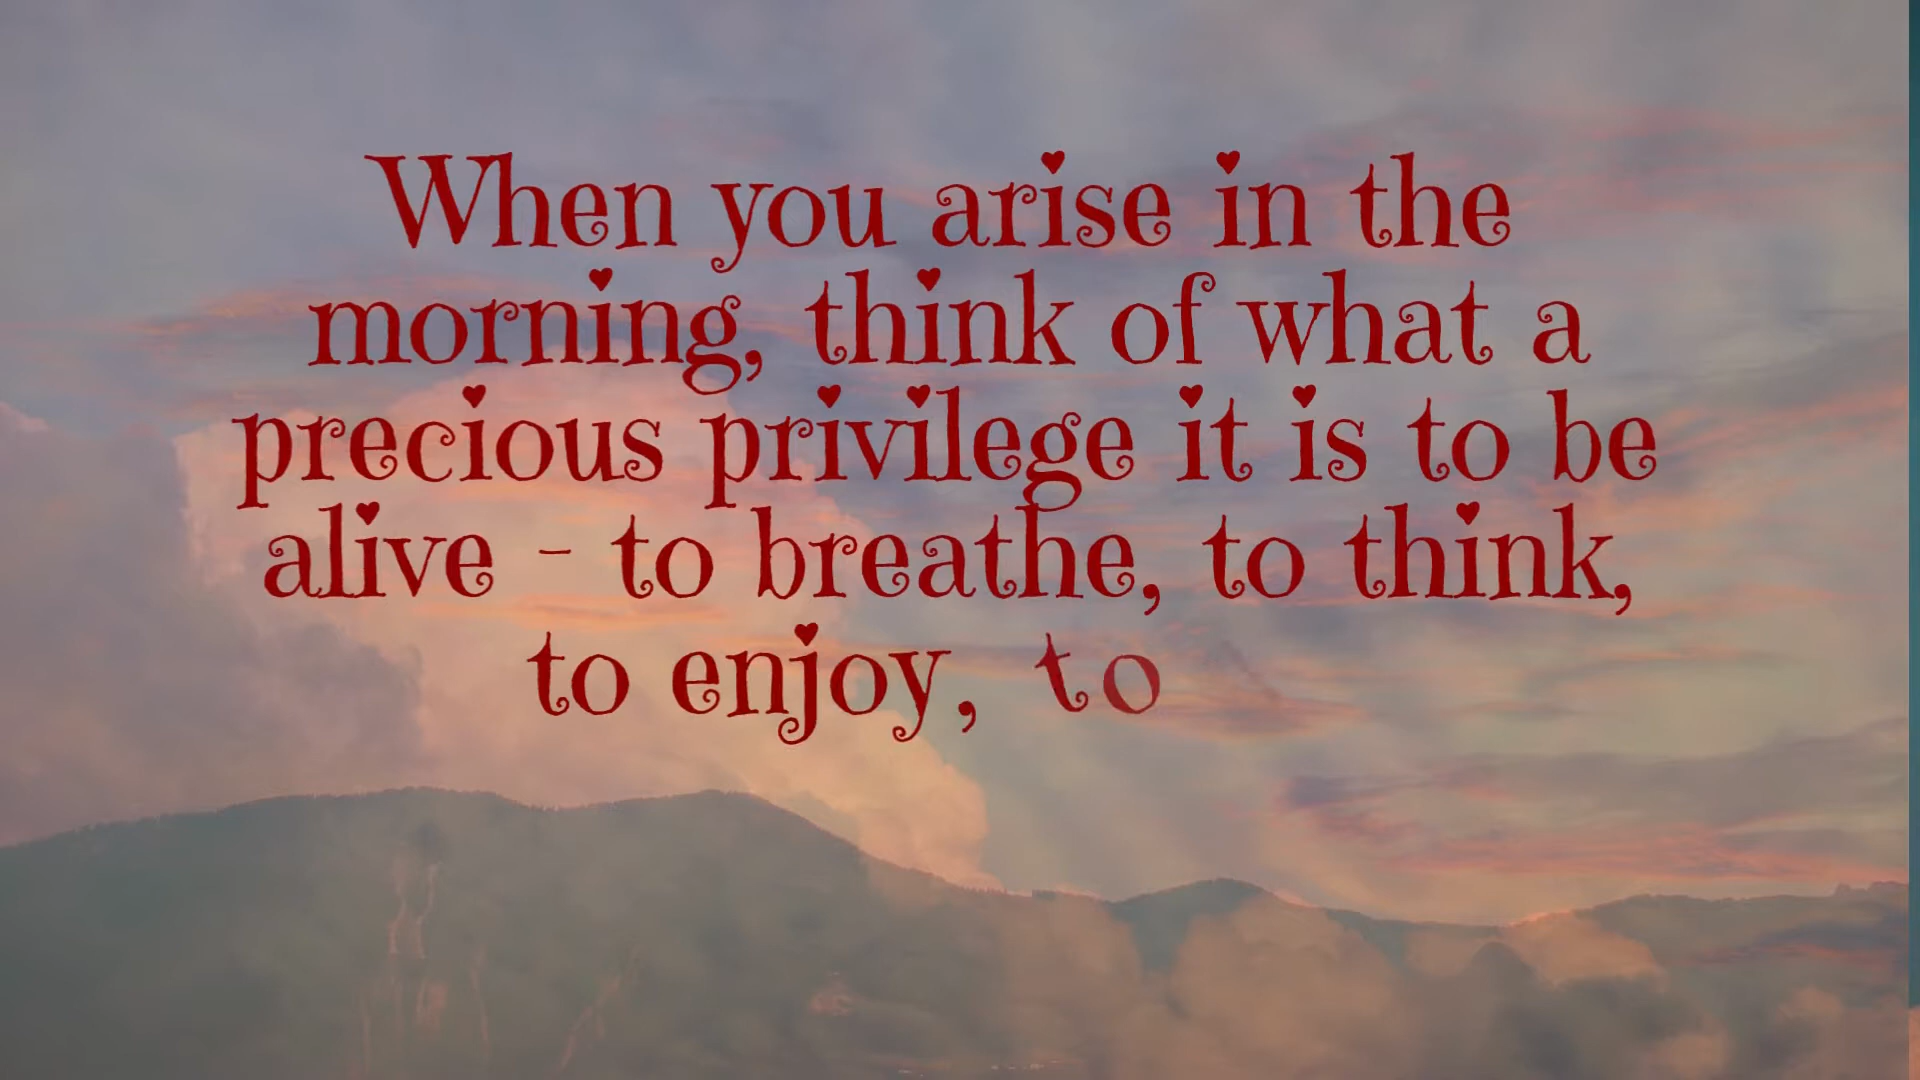 When you arise in the
morning, think of what a
precious privilege it is to be
alive - to breathe, to think,
to enjoy, to